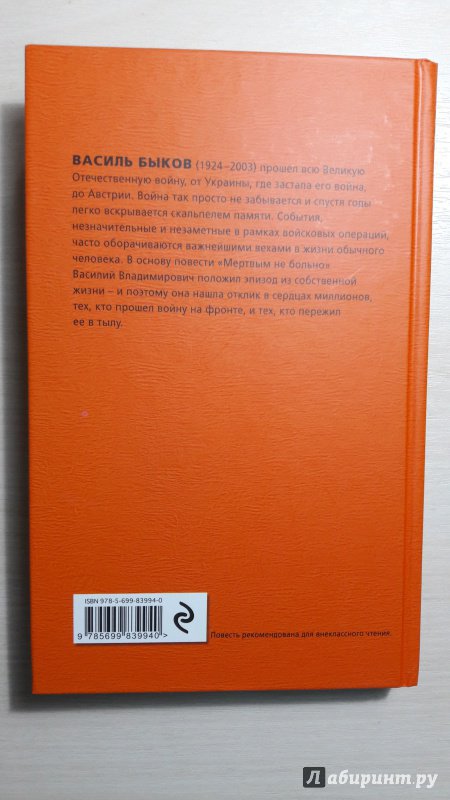 ВАСИЛЬ БЫКОВ (1924–2003) прошел всю Великую
Отечественную войну, от Украины, где застала его война,
до Австрии. Война так просто не забывается и спустя годы
легко вскрывается скальпелем памяти. События,
незначительные и незаметные в рамках войсковых операций,
часто оборачиваются важнейшими вехами в жизни обычного
человека. В основу повести «Мертвым не больно»
Василий Владимирович положил эпизод из собственной
жизни – и поэтому она нашла отклик в сердцах миллионов,
тех, кто прошел войну на фронте, и тех, кто пережил
ее в тылу.
ISBN 978-5-699-83994-0
9 785699 839940>
Повесть рекомендована для внеклассного чтения.
Лабиринт.ру